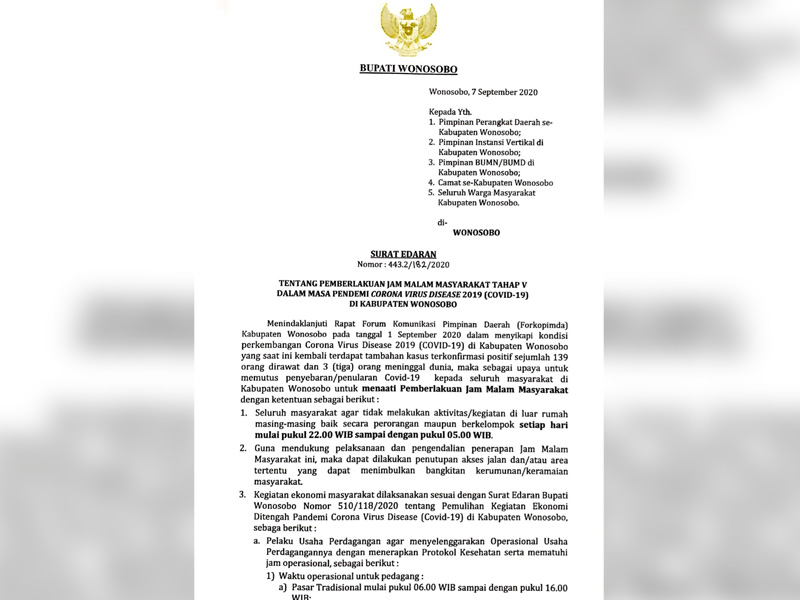 BUPATI WONOSOBO
Wonosobo, 7 September 2020
Kepada Yth.
1. Pimpinan Perangkat Daerah se-
Kabupaten Wonosobo;
2. Pimpinan Instansi Vertikal di
Kabupaten Wonosobo;
3. Pimpinan BUMN/BUMD di
Kabupaten Wonosobo;
4. Camat se-Kabupaten Wonosobo
5. Seluruh Warga Masyarakat
Kabupaten Wonosobo.
di-
WONOSOBO
SURAT EDARAN
Nomor : 443.2/182/2020
TENTANG PEMBERLAKUAN JAM MALAM MASYARAKAT TAHAP V
DALAM MASA PENDEMI CORONA VIRUS DISEASE 2019 (COVID-19)
DI KABUPATEN WONOSOBO
Menindaklanjuti Rapat Forum Komunikasi Pimpinan Daerah (Forkopimda)
Kabupaten Wonosobo pada tanggal 1 September 2020 dalam menyikapi kondisi
perkembangan Corona Virus Disease 2019 (COVID-19) di Kabupaten Wonosobo
yang saat ini kembali terdapat tambahan kasus terkonfirmasi positif sejumlah 139
orang dirawat dan 3 (tiga) orang meninggal dunia, maka sebagai upaya untuk
memutus penyebaran/penularan Covid-19 kepada seluruh masyarakat di
Kabupaten Wonosobo untuk menaati Pemberlakuan Jam Malam Masyarakat
dengan ketentuan sebagai berikut :
1. Seluruh masyarakat agar tidak melakukan aktivitas/kegiatan di luar rumah
masing-masing baik secara perorangan maupun berkelompok setiap hari
mulai pukul 22.00 WIB sampai dengan pukul 05.00 WIB.
2. Guna mendukung pelaksanaan dan pengendalian penerapan Jam Malam
Masyarakat ini, maka dapat dilakukan penutupan akses jalan dan/atau area
tertentu yang dapat menimbulkan bangkitan kerumunan/keramaian
masyarakat.
3. Kegiatan ekonomi masyarakat dilaksanakan sesuai dengan Surat Edaran Bupati
Wonosobo Nomor 510/118/2020 tentang Pemulihan Kegiatan Ekonomi
Ditengah Pandemi Corona Virus Disease (Covid-19) di Kabupaten Wonosobo,
sebaga berikut :
a. Pelaku Usaha Perdagangan agar menyelenggarakan Operasional Usaha
Perdagangannya dengan menerapkan Protokol Kesehatan serta mematuhi
jam operasional, sebagai berikut :
1) Waktu operasional untuk pedagang :
a) Pasar Tradisional mulai pukul 06.00 WIB sampai dengan pukul 16.00
WIB;